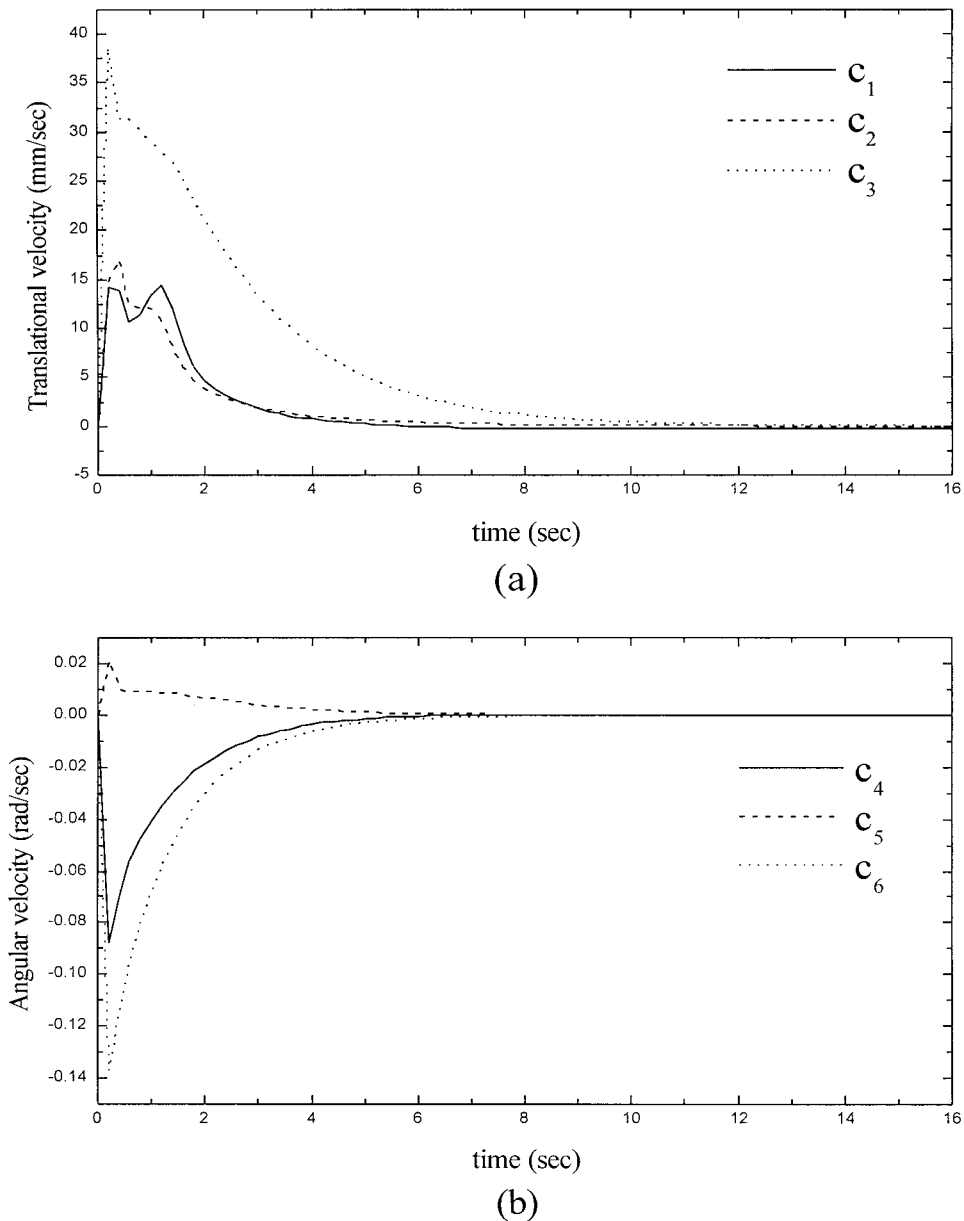 40
35
30
25
20
15
10
5
0
-5
Translational velocity (mm/sec)
c₁
c₂
c₃
0 2 4 6 8 10 12 14 16
time (sec)
(a)
0.02
0.00
-0.02
-0.04
-0.06
-0.08
-0.10
-0.12
-0.14
Angular velocity (rad/sec)
c₄
c₅
c₆
0 2 4 6 8 10 12 14 16
time (sec)
(b)